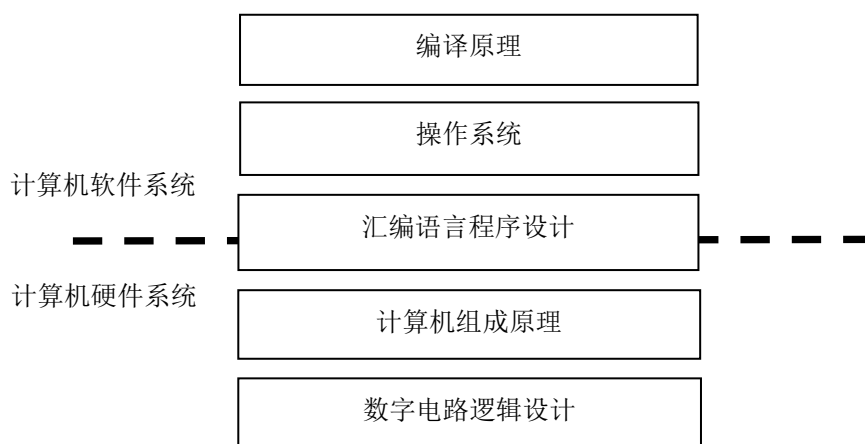 编译原理
操作系统
计算机软件系统
汇编语言程序设计
计算机硬件系统
计算机组成原理
数字电路逻辑设计